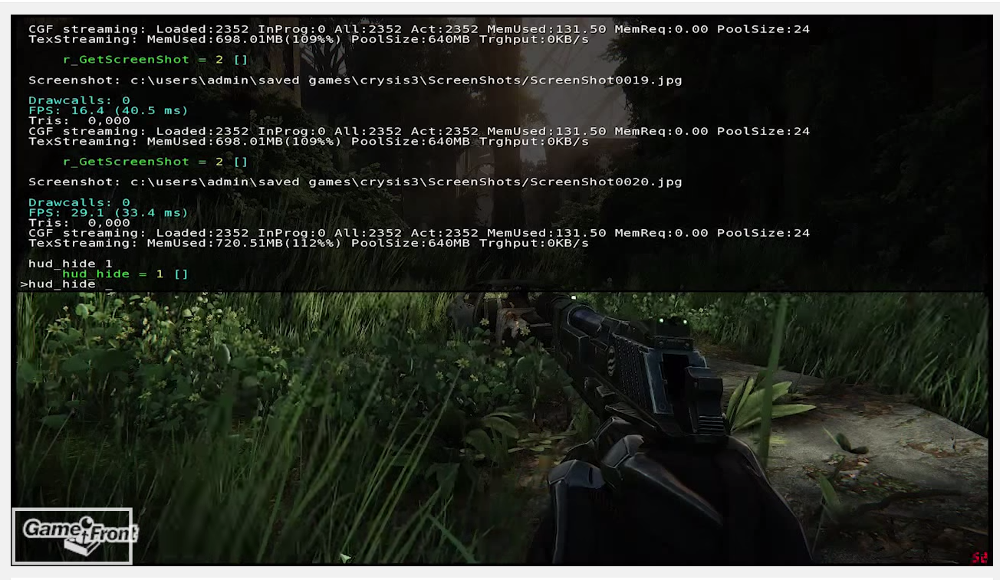 CGF streaming: Loaded:2352 InProg:0 All:2352 Act:2352 MemUsed:131.50 MemReq:0.00 PoolSize:24
TexStreaming: MemUsed:698.01MB(109%%) PoolSize:640MB Trghput:0KB/s
r_GetScreenShot = 2 []
Screenshot: c:\users\admin\saved games\crysis3\ScreenShots/ScreenShot0019.jpg
Drawcalls: 0
FPS: 16.4 (40.5 ms)
Tris: 0,000
CGF streaming: Loaded:2352 InProg:0 All:2352 Act:2352 MemUsed:131.50 MemReq:0.00 PoolSize:24
TexStreaming: MemUsed:698.01MB(109%%) PoolSize:640MB Trghput:0KB/s
r_GetScreenShot = 2 []
Screenshot: c:\users\admin\saved games\crysis3\ScreenShots/ScreenShot0020.jpg
Drawcalls: 0
FPS: 29.1 (33.4 ms)
Tris: 0,000
CGF streaming: Loaded:2352 InProg:0 All:2352 Act:2352 MemUsed:131.50 MemReq:0.00 PoolSize:24
TexStreaming: MemUsed:720.51MB(112%%) PoolSize:640MB Trghput:0KB/s
hud_hide 1
hud_hide = 1 []
>hud_hide _
GameFront